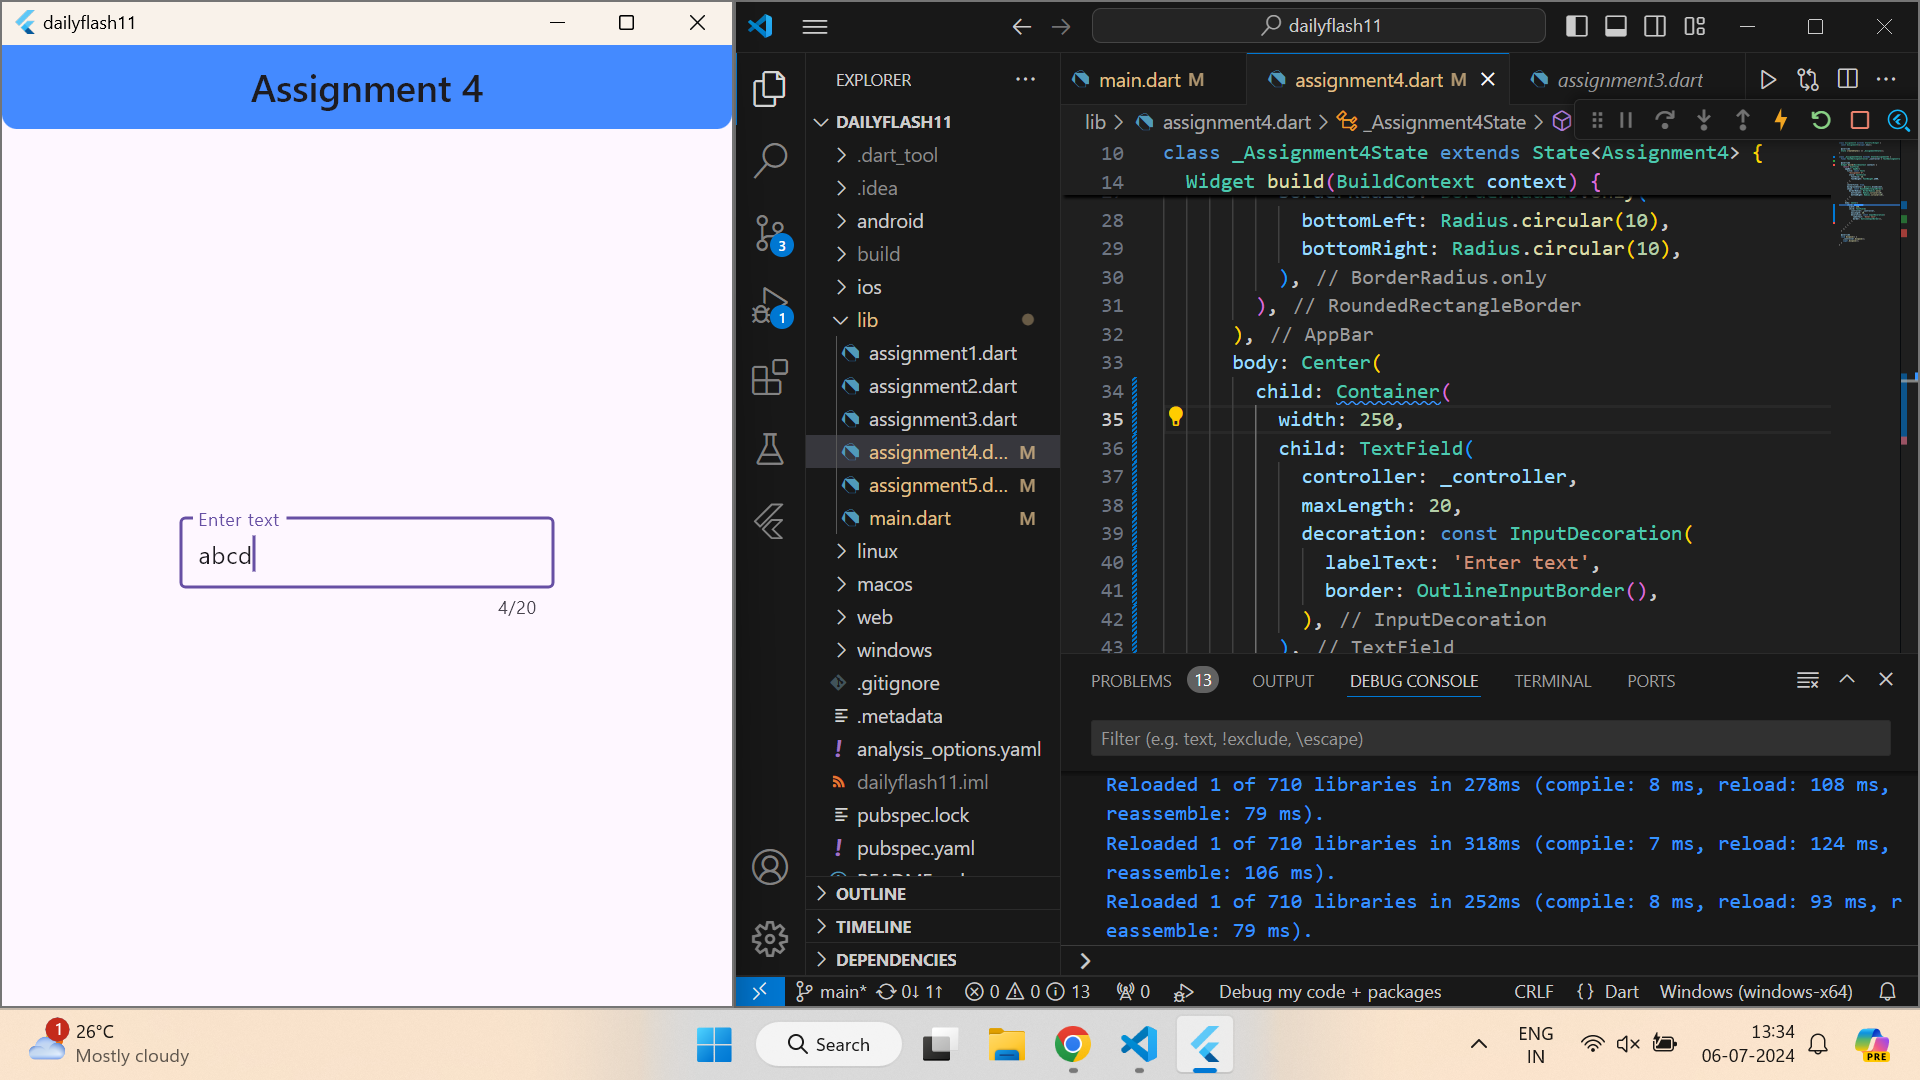 dailyflash11
Assignment 4
Enter text
abcd
4/20
dailyflash11
EXPLORER
DAILYFLASH11
.dart_tool
.idea
android
build
ios
lib
assignment1.dart
assignment2.dart
assignment3.dart
assignment4.d... M
assignment5.d... M
main.dart M
linux
macos
web
windows
.gitignore
.metadata
analysis_options.yaml
dailyflash11.iml
pubspec.lock
pubspec.yaml
OUTLINE
TIMELINE
DEPENDENCIES
3
1
main.dart M
assignment4.dart M
assignment3.dart
lib > assignment4.dart > _Assignment4State >
10 class _Assignment4State extends State<Assignment4> {
14 Widget build(BuildContext context) {
28 bottomLeft: Radius.circular(10),
29 bottomRight: Radius.circular(10),
30 ), // BorderRadius.only
31 ), // RoundedRectangleBorder
32 ), // AppBar
33 body: Center(
34 child: Container(
35 width: 250,
36 child: TextField(
37 controller: _controller,
38 maxLength: 20,
39 decoration: const InputDecoration(
40 labelText: 'Enter text',
41 border: OutlineInputBorder(),
42 ), // InputDecoration
43 ), // TextField
PROBLEMS 13 OUTPUT DEBUG CONSOLE TERMINAL PORTS
Filter (e.g. text, !exclude, \escape)
Reloaded 1 of 710 libraries in 278ms (compile: 8 ms, reload: 108 ms,
reassemble: 79 ms).
Reloaded 1 of 710 libraries in 318ms (compile: 7 ms, reload: 124 ms,
reassemble: 106 ms).
Reloaded 1 of 710 libraries in 252ms (compile: 8 ms, reload: 93 ms, r
eassemble: 79 ms).
main* 0↓ 1↑ 0 0 13 0 Debug my code + packages CRLF {} Dart Windows (windows-x64)
1
26°C
Mostly cloudy
Search
ENG
IN
13:34
06-07-2024
PRE